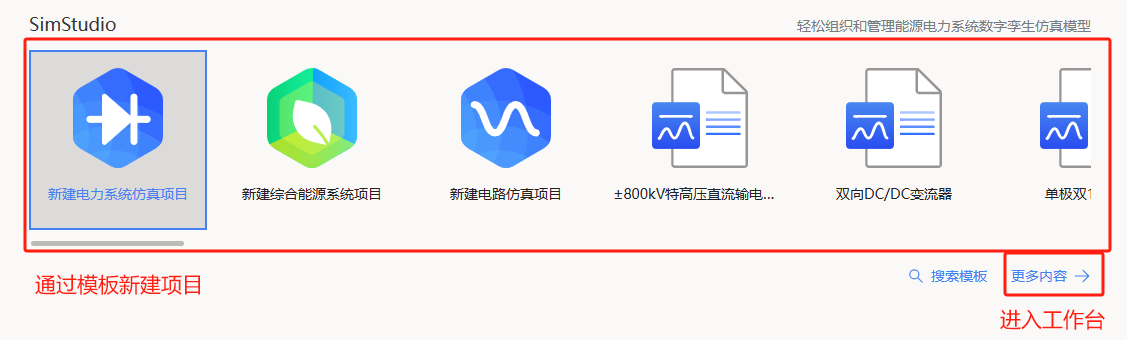 SimStudio
轻松组织和管理能源电力系统数字孪生仿真模型
新建电力系统仿真项目
新建综合能源系统项目
新建电路仿真项目
±800kV特高压直流输电...
双向DC/DC变流器
单极双1
通过模板新建项目
搜索模板
更多内容
进入工作台